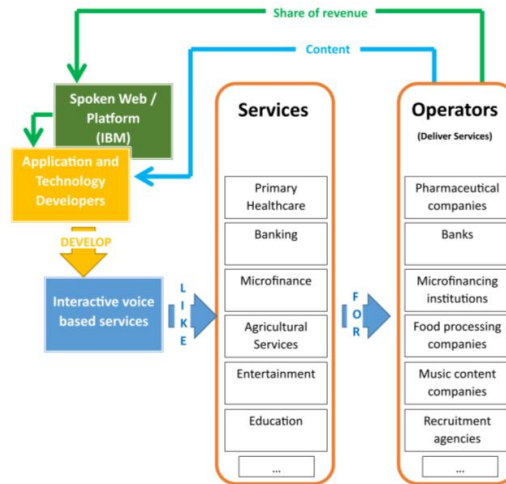 Share of revenue
Content
Spoken Web /
Platform
(IBM)
Application and
Technology
Developers
DEVELOP
Interactive voice
based services
LIKE
Services
Primary
Healthcare
Banking
Microfinance
Agricultural
Services
Entertainment
Education
...
FOR
Operators
(Deliver Services)
Pharmaceutical
companies
Banks
Microfinancing
institutions
Food processing
companies
Music content
companies
Recruitment
agencies
...